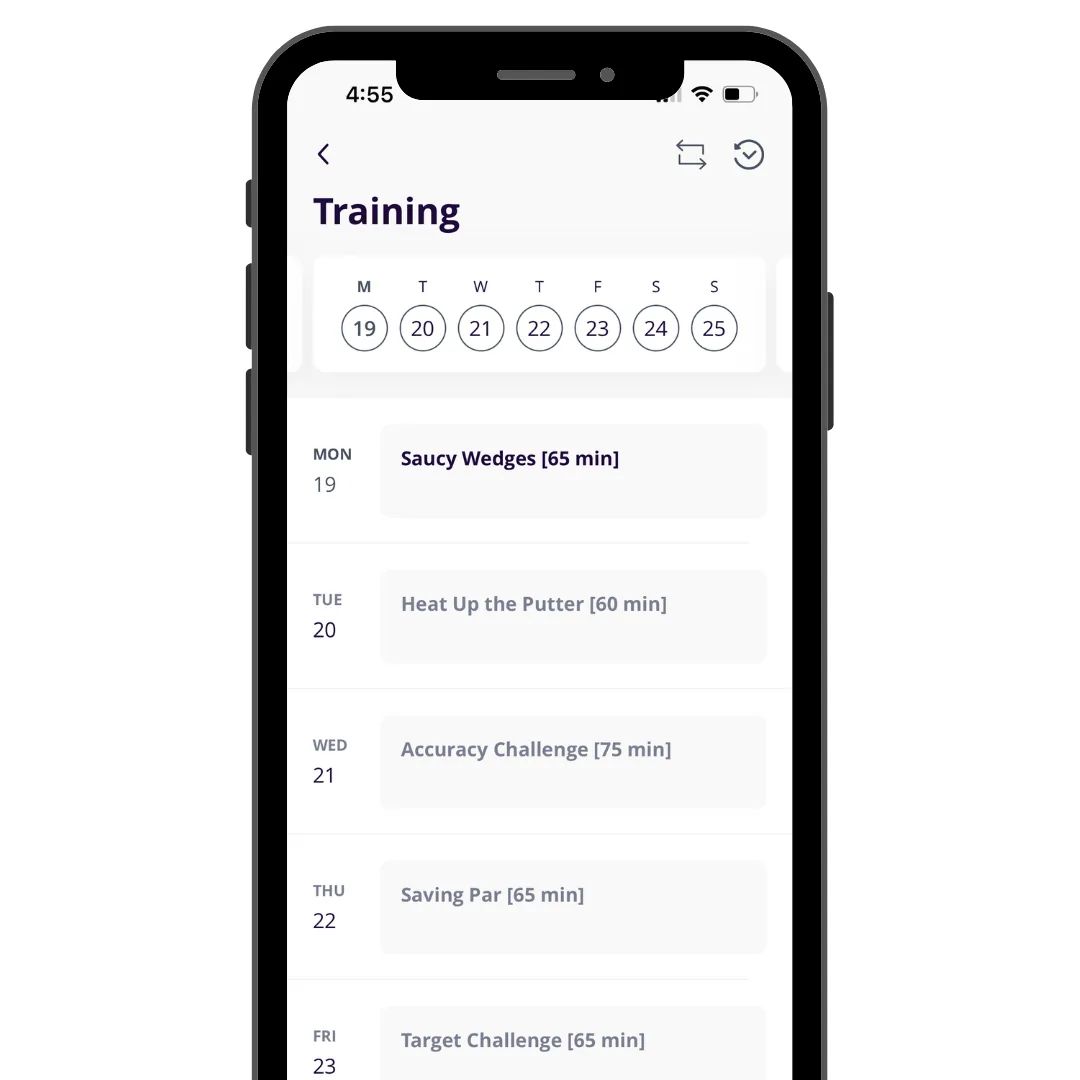 4:55
Training
M T W T F S S
19 20 21 22 23 24 25
MON
19
Saucy Wedges [65 min]
TUE
20
Heat Up the Putter [60 min]
WED
21
Accuracy Challenge [75 min]
THU
22
Saving Par [65 min]
FRI
23
Target Challenge [65 min]